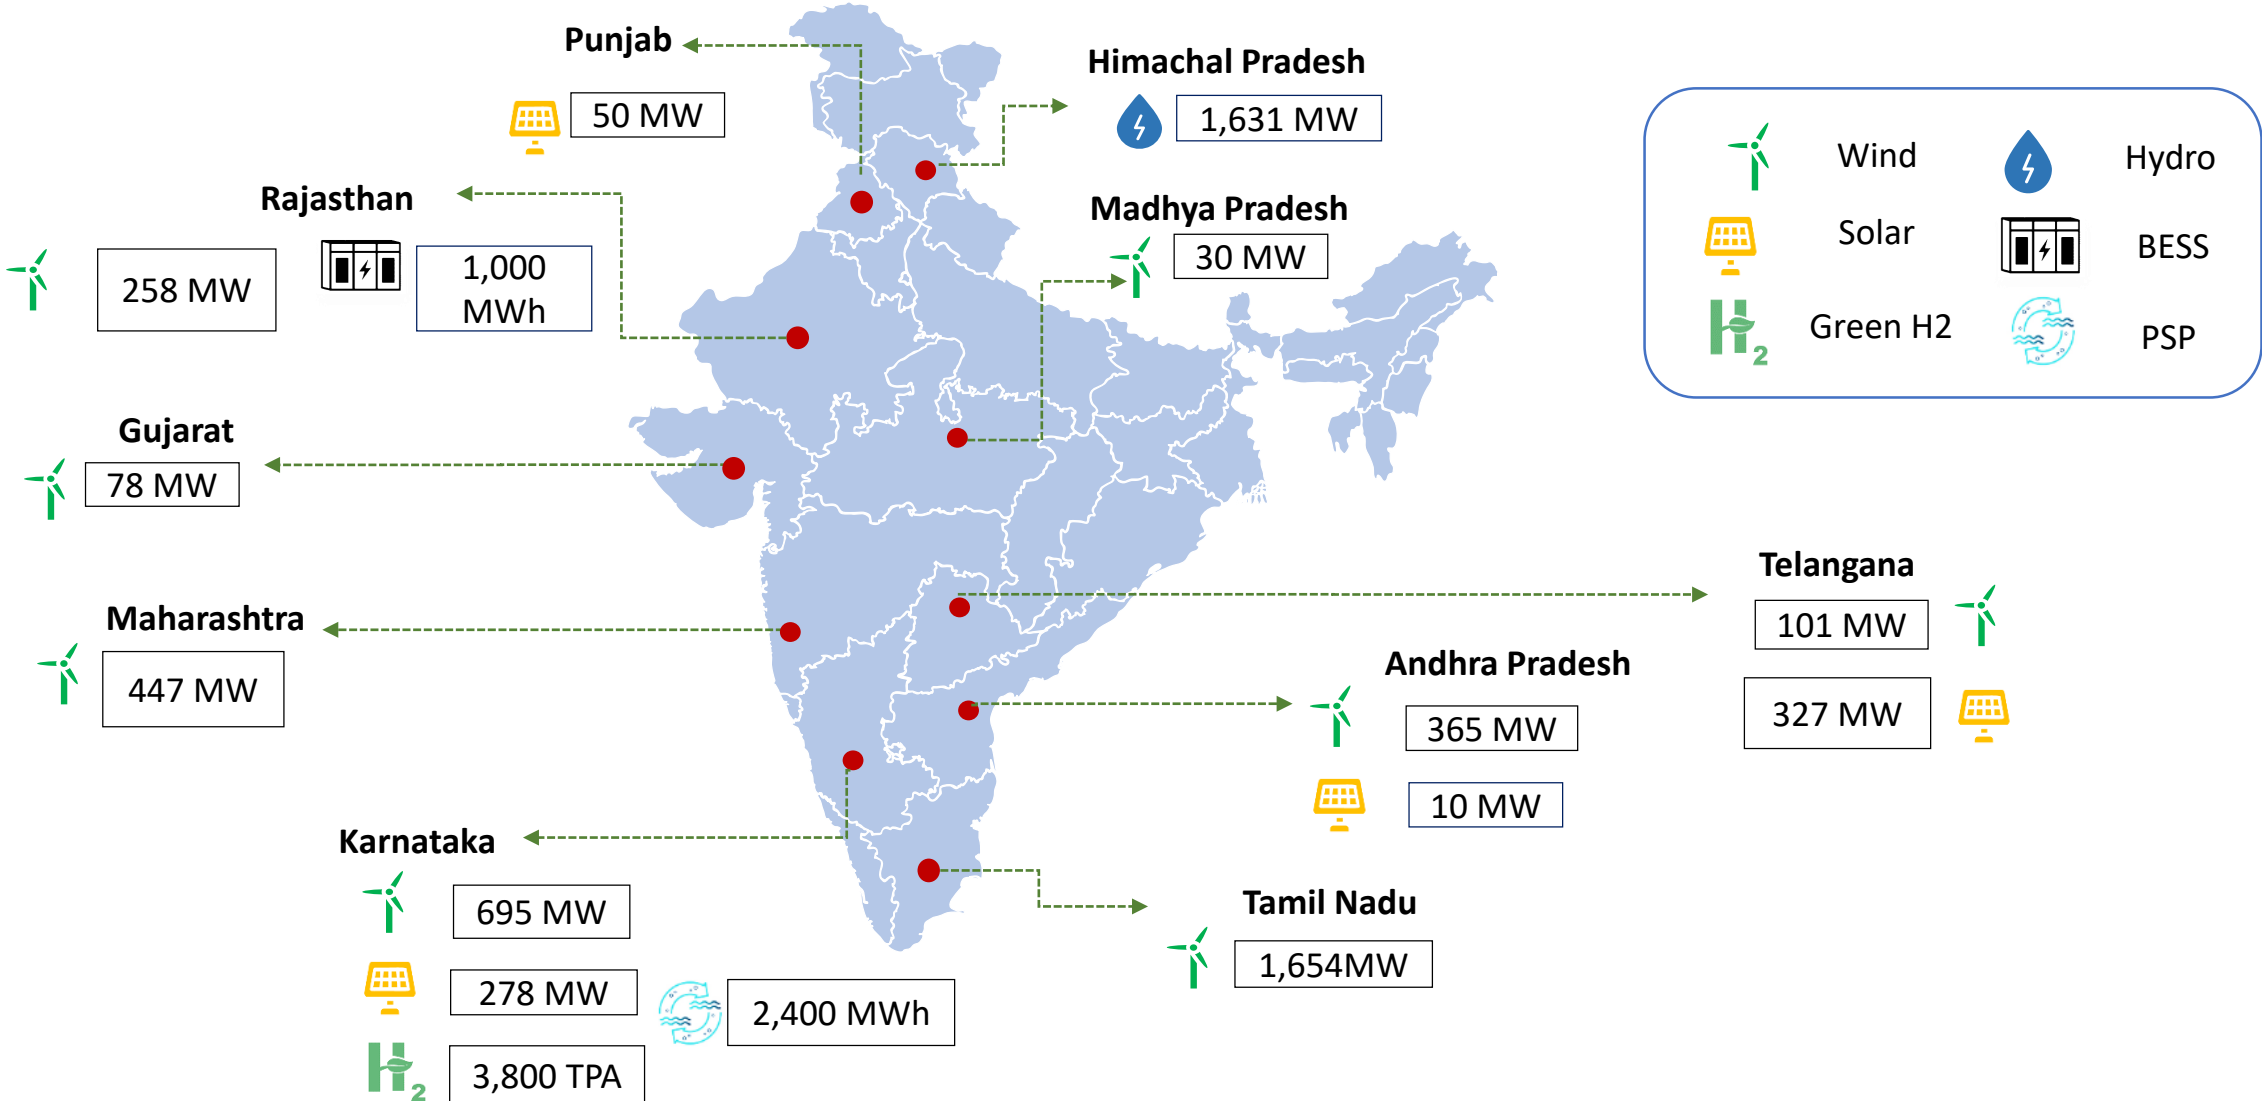 Punjab
50 MW
Himachal Pradesh
1,631 MW
Wind
Hydro
Solar
BESS
Green H2
PSP
H2
Rajasthan
258 MW
1,000
MWh
Madhya Pradesh
30 MW
Gujarat
78 MW
Maharashtra
447 MW
Telangana
101 MW
327 MW
Andhra Pradesh
365 MW
10 MW
Karnataka
695 MW
278 MW
2,400 MWh
H2
3,800 TPA
Tamil Nadu
1,654MW